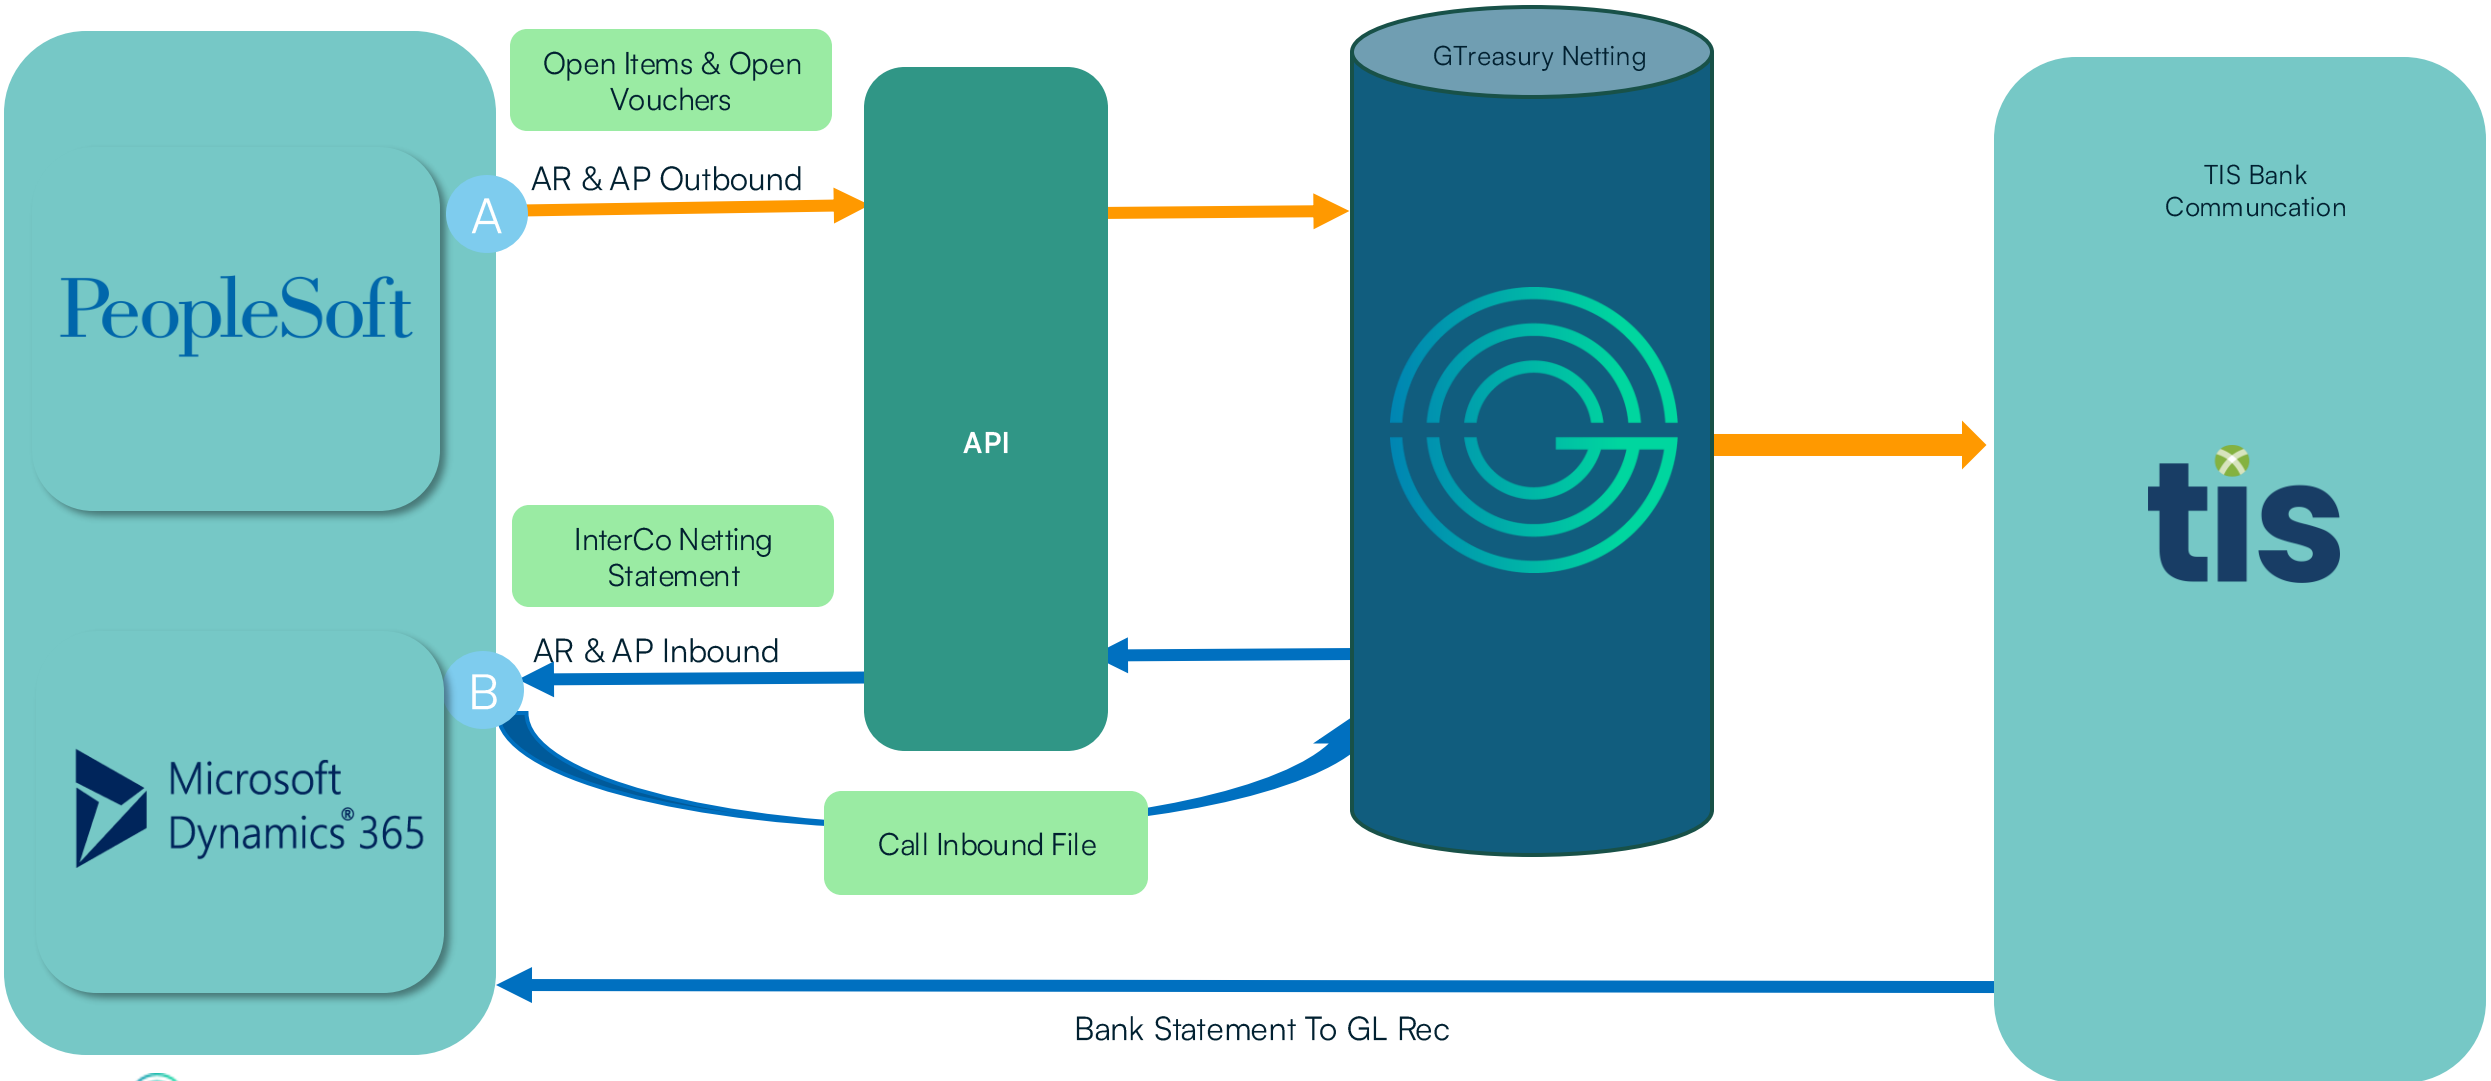 Open Items & Open
Vouchers
GTreasury Netting
AR & AP Outbound
A
TIS Bank
Communcation
PeopleSoft
API
tis
InterCo Netting
Statement
AR & AP Inbound
B
Microsoft
Dynamics® 365
Call Inbound File
Bank Statement To GL Rec